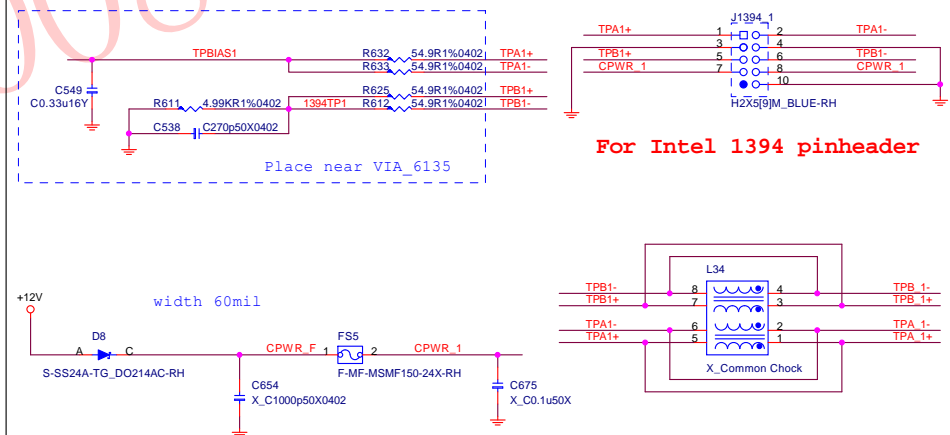 TPBIAS1
R632 54.9R1%0402 TPA1+
R633 54.9R1%0402 TPA1-
C549
C0.33u16Y
R625 54.9R1%0402 TPB1+
R611 4.99KR1%0402 1394TP1 R612 54.9R1%0402 TPB1-
C538 C270p50X0402
Place near VIA_6135
J1394_1
TPA1+ 1 2 TPA1-
3 4
TPB1+ 5 6 TPB1-
CPWR_1 7 8 CPWR_1
10
H2X5[9]M_BLUE-RH
For Intel 1394 pinheader
+12V
width 60mil
D8
A C
S-SS24A-TG_DO214AC-RH
FS5
CPWR_F 1 2 CPWR_1
F-MF-MSMF150-24X-RH
C654
X_C1000p50X0402
C675
X_C0.1u50X
L34
TPB1- 8 4 TPB_1-
TPB1+ 7 3 TPB_1+
TPA1- 6 2 TPA_1-
TPA1+ 5 1 TPA_1+
X_Common Chock